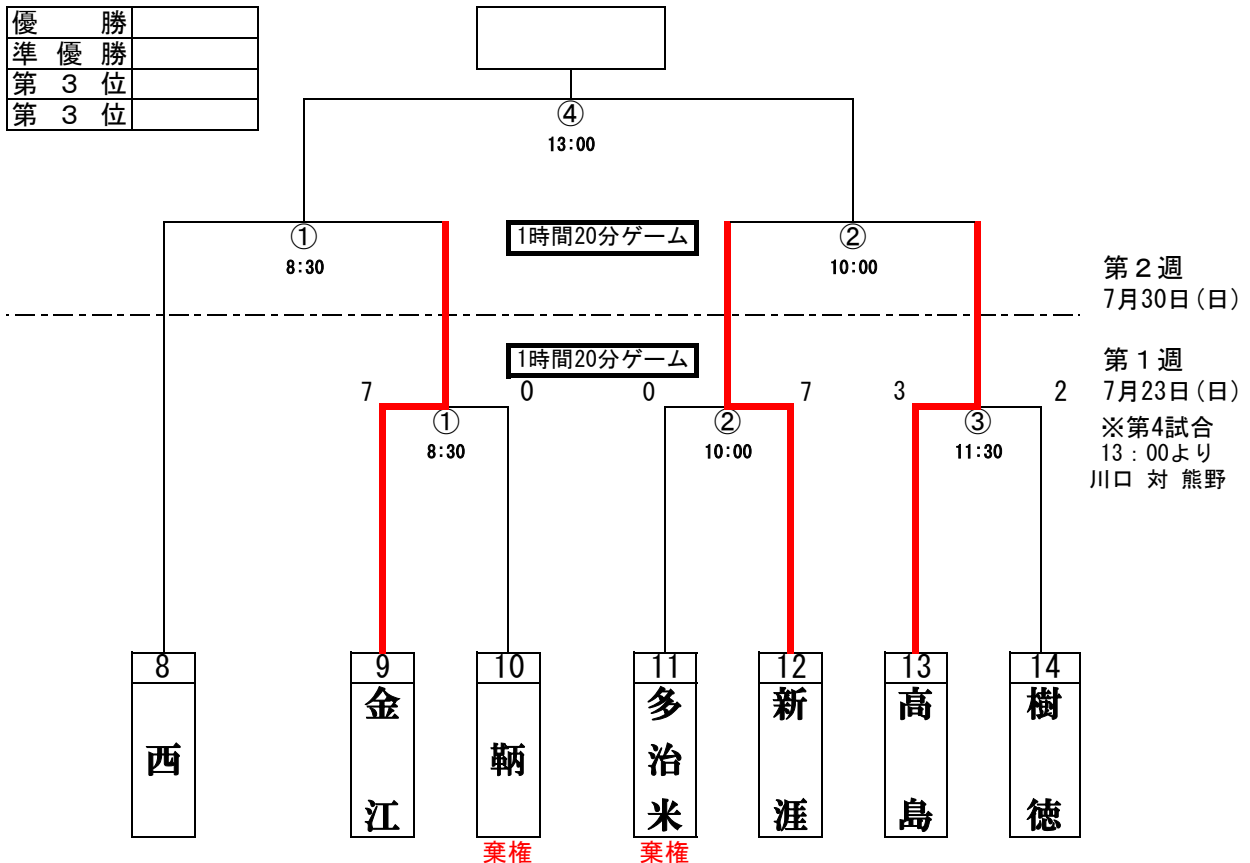 優勝
準優勝
第３位
第３位
④
13:00
①
8:30
1時間20分ゲーム
②
10:00
第２週
7月30日(日)
1時間20分ゲーム
第１週
7月23日(日)
7
0
0
7
3
2
①
8:30
②
10:00
③
11:30
※第4試合
13：00より
川口 対 熊野
8
9
10
11
12
13
14
西
金江
鞆
多治米
新涯
高島
樹徳
棄権
棄権